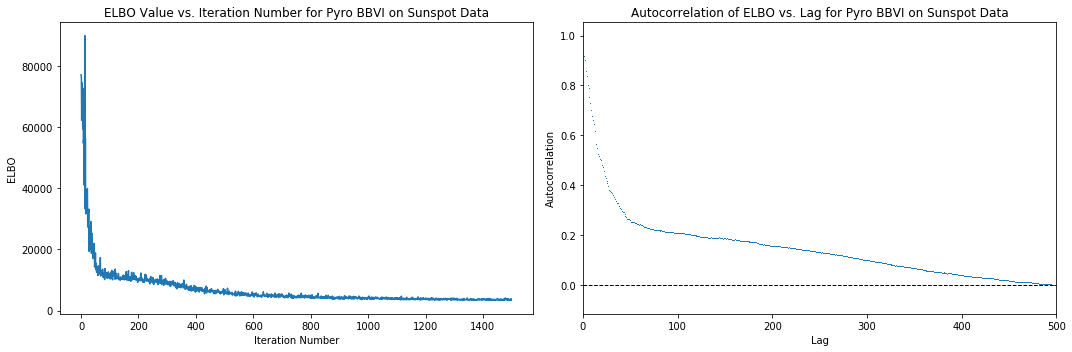 ELBO Value vs. Iteration Number for Pyro BBVI on Sunspot Data
80000
60000
40000
20000
0
ELBO
0 200 400 600 800 1000 1200 1400
Iteration Number
Autocorrelation of ELBO vs. Lag for Pyro BBVI on Sunspot Data
1.0
0.8
0.6
0.4
0.2
0.0
Autocorrelation
0 100 200 300 400 500
Lag